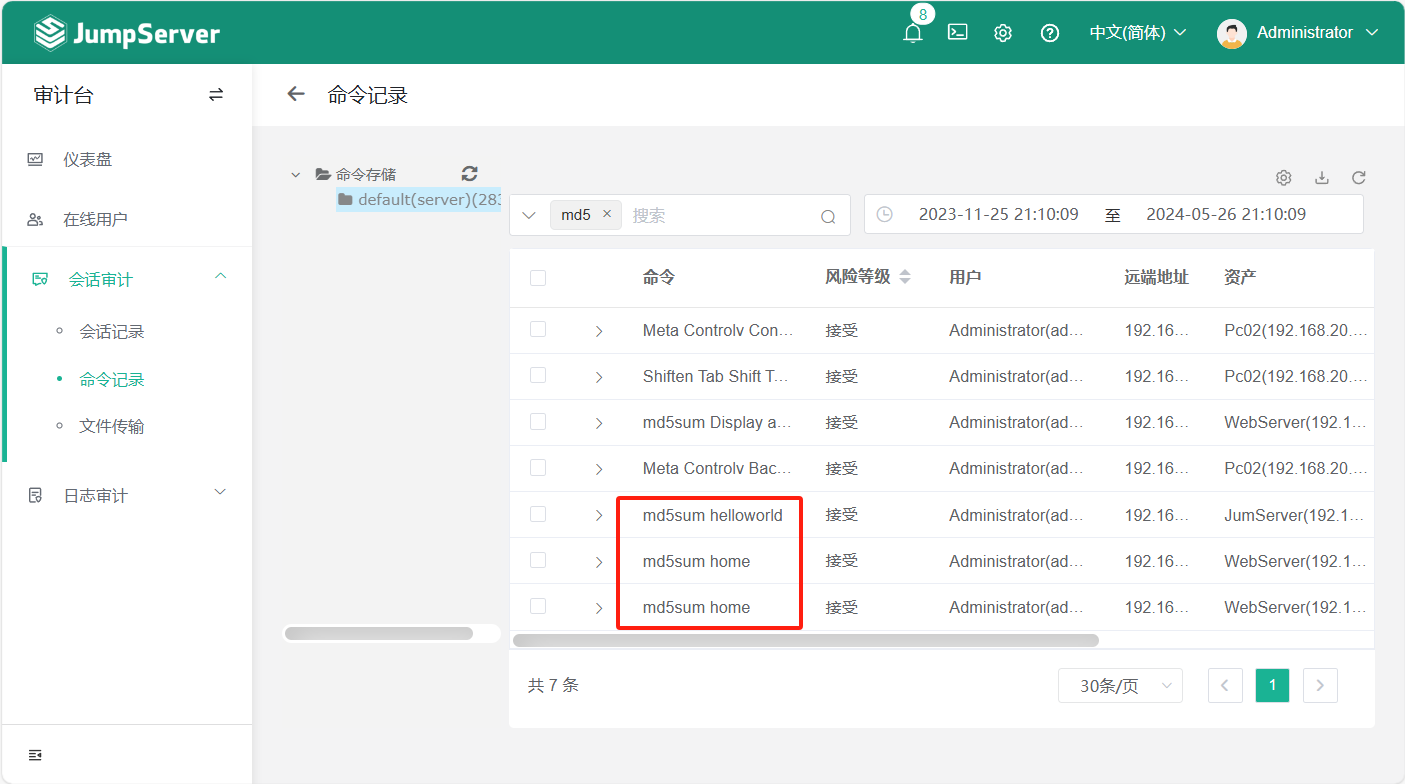 JumpServer
8
中文(简体)
Administrator
审计台
命令记录
仪表盘
在线用户
会话审计
会话记录
命令记录
文件传输
日志审计
命令存储
default(server)(283
md5 × 搜索
2023-11-25 21:10:09 至 2024-05-26 21:10:09
命令 风险等级 用户 远端地址 资产
Meta Controlv Con... 接受 Administrator(ad... 192.16... Pc02(192.168.20....
Shiften Tab Shift T... 接受 Administrator(ad... 192.16... Pc02(192.168.20....
md5sum Display a... 接受 Administrator(ad... 192.16... WebServer(192.1...
Meta Controlv Bac... 接受 Administrator(ad... 192.16... Pc02(192.168.20....
md5sum helloworld 接受 Administrator(ad... 192.16... JumServer(192.1...
md5sum home 接受 Administrator(ad... 192.16... WebServer(192.1...
md5sum home 接受 Administrator(ad... 192.16... WebServer(192.1...
共 7 条
30条/页
1